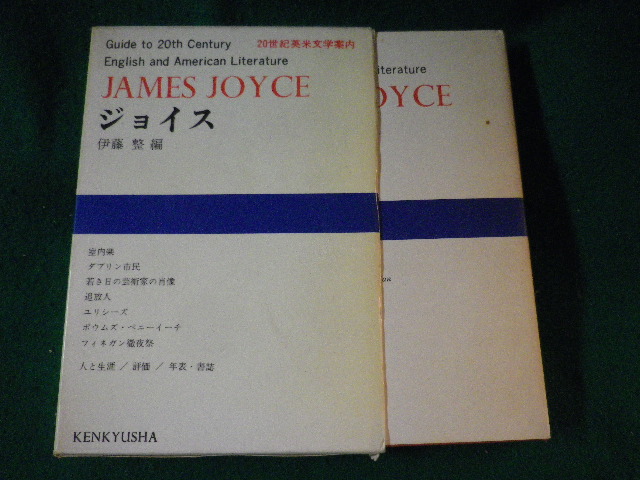 Guide to 20th Century 20世紀英米文学案内
English and American Literature
JAMES JOYCE
ジョイス
伊藤 整 編
室内楽
ダブリン市民
若き日の芸術家の肖像
追放人
ユリシーズ
ポウムズ・ペニーイーチ
フィネガン徹夜祭
人と生涯 / 評価 / 年表・書誌
KENKYUSHA
iterature
OYCE